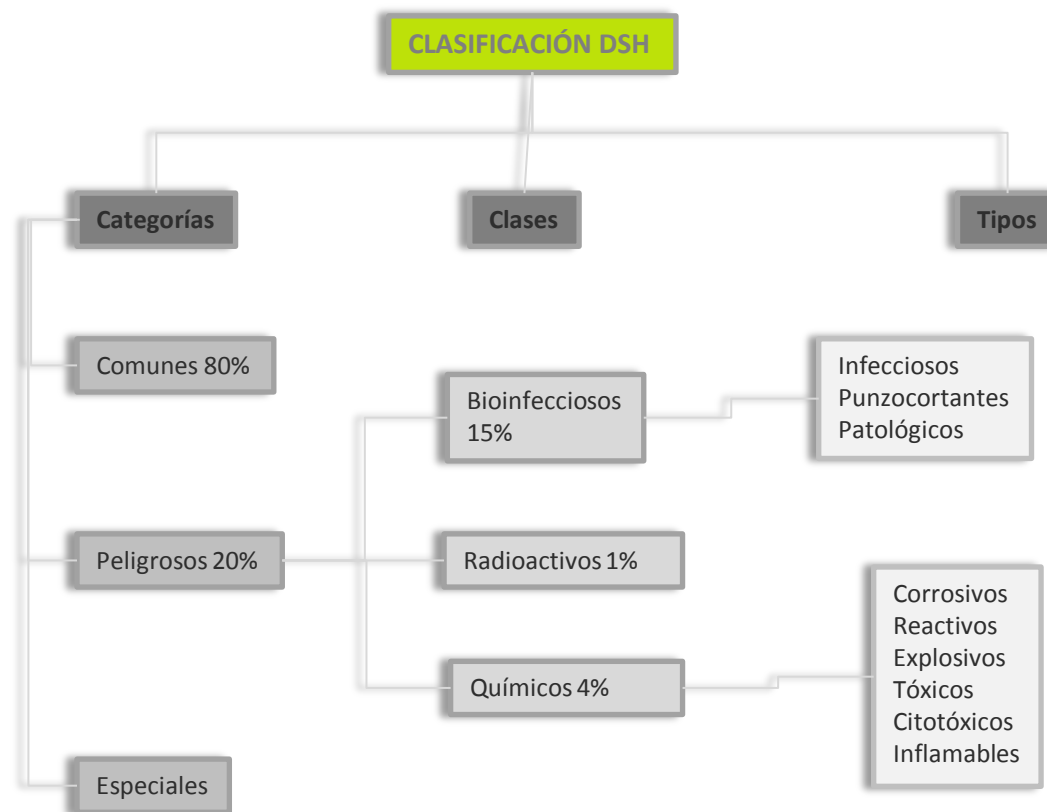 CLASIFICACIÓN DSH
Categorías
Clases
Tipos
Comunes 80%
Peligrosos 20%
Especiales
Bioinfecciosos
15%
Radioactivos 1%
Químicos 4%
Infecciosos
Punzocortantes
Patológicos
Corrosivos
Reactivos
Explosivos
Tóxicos
Citotóxicos
Inflamables